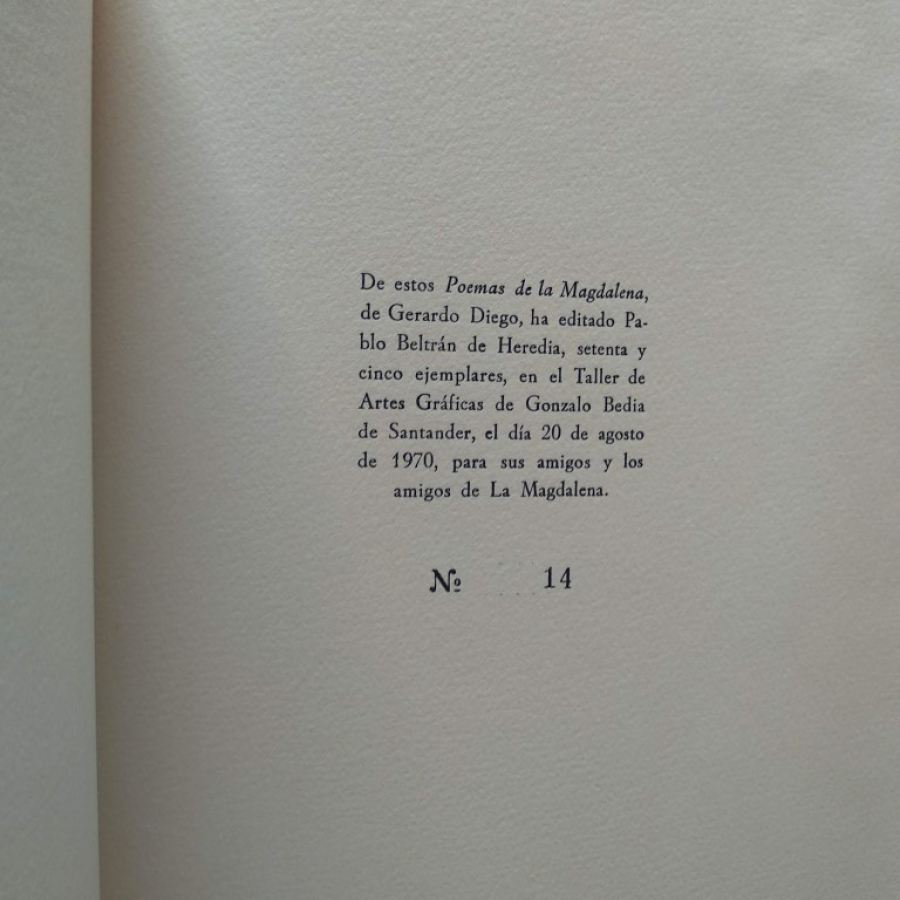 De estos Poemas de la Magdalena,
de Gerardo Diego, ha editado Pa-
blo Beltrán de Heredia, setenta y
cinco ejemplares, en el Taller de
Artes Gráficas de Gonzalo Bedia
de Santander, el día 20 de agosto
de 1970, para sus amigos y los
amigos de La Magdalena.
Nº 14